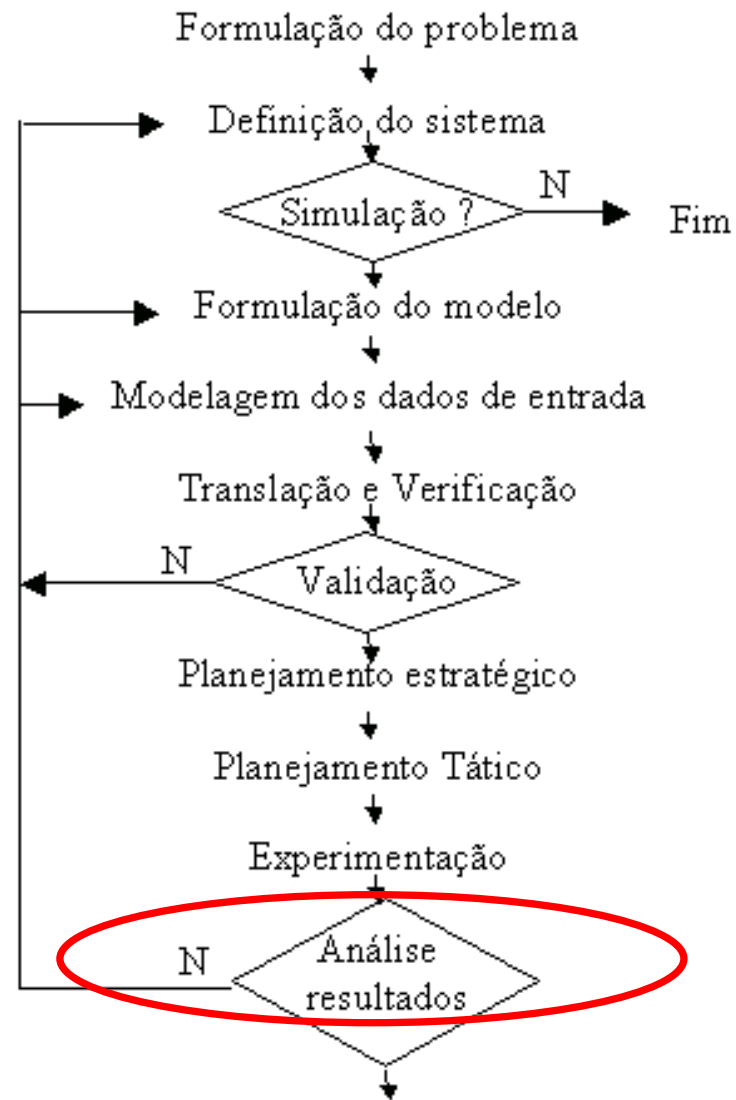 Formulação do problema
Definição do sistema
N
Simulação ?
Fim
Formulação do modelo
Modelagem dos dados de entrada
Translação e Verificação
N
Validação
Planejamento estratégico
Planejamento Tático
Experimentação
N
Análise
resultados